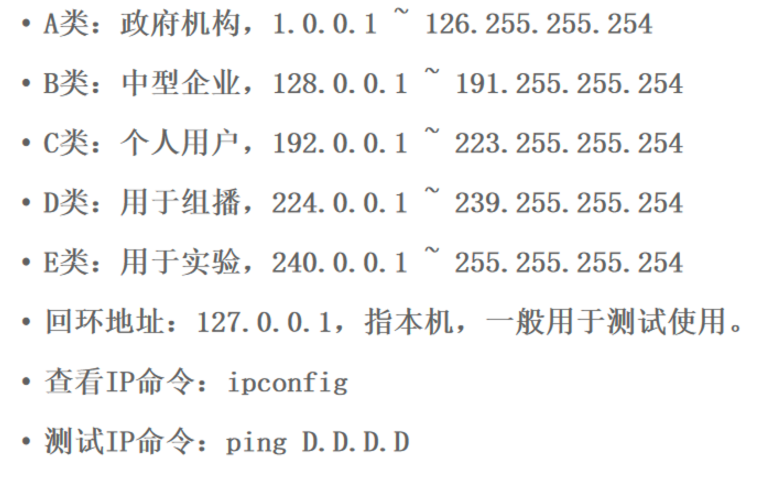 • A类：政府机构，1.0.0.1 ~ 126.255.255.254
• B类：中型企业，128.0.0.1 ~ 191.255.255.254
• C类：个人用户，192.0.0.1 ~ 223.255.255.254
• D类：用于组播，224.0.0.1 ~ 239.255.255.254
• E类：用于实验，240.0.0.1 ~ 255.255.255.254
• 回环地址：127.0.0.1，指本机，一般用于测试使用。
• 查看IP命令：ipconfig
• 测试IP命令：ping D.D.D.D